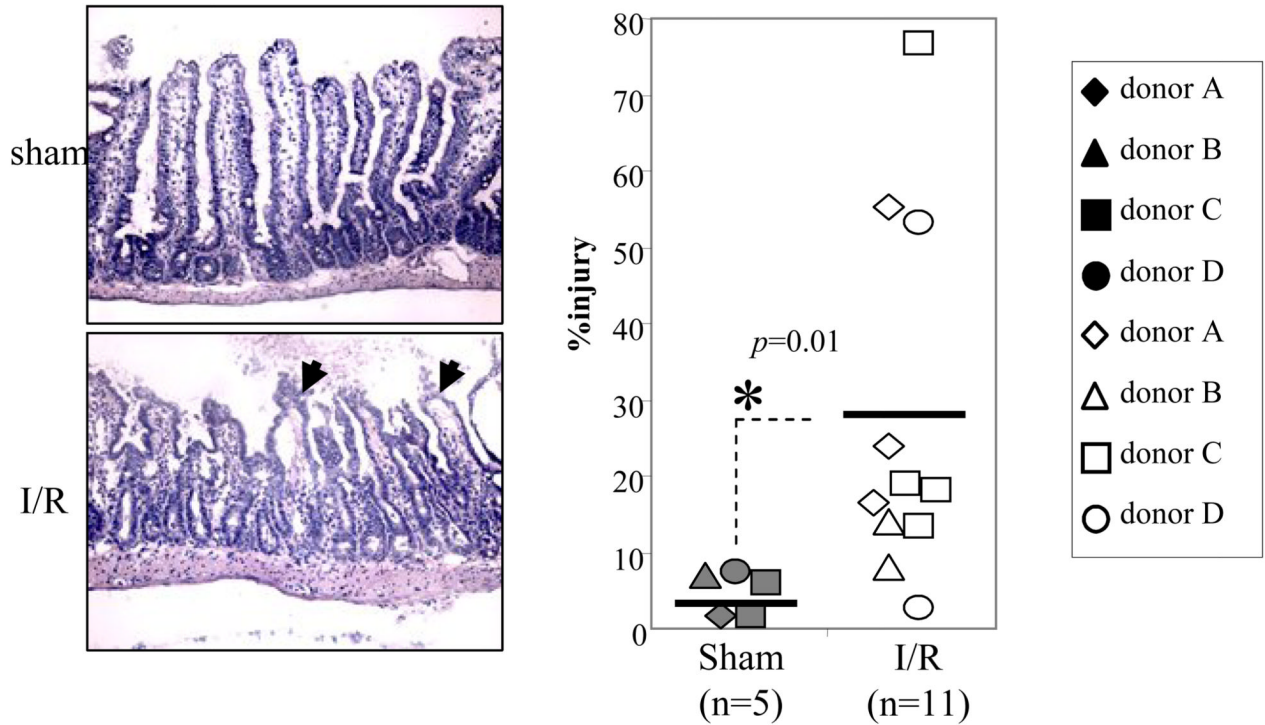 sham
I/R
%injury
80
70
60
50
40
30
20
10
0
p=0.01
*
Sham
(n=5)
I/R
(n=11)
donor A
donor B
donor C
donor D
donor A
donor B
donor C
donor D